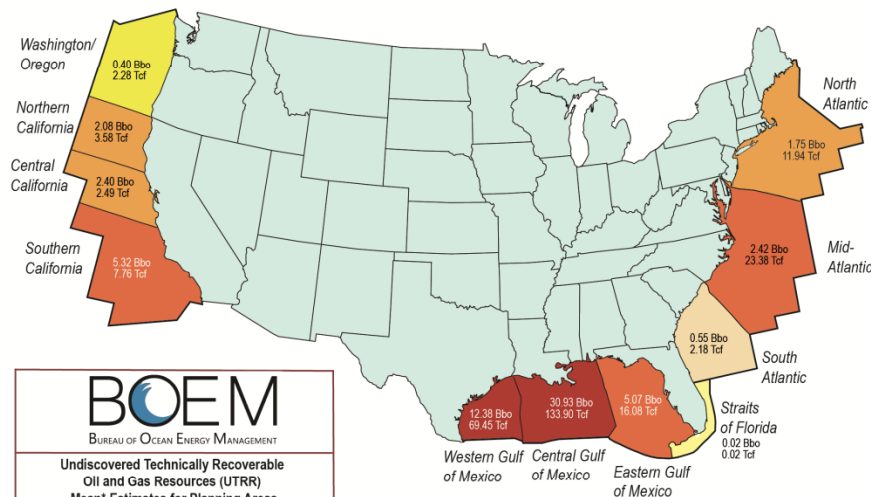 Washington/
Oregon
0.40 Bbo
2.28 Tcf
Northern
California
2.08 Bbo
3.58 Tcf
Central
California
2.40 Bbo
2.49 Tcf
Southern
California
5.32 Bbo
7.76 Tcf
North
Atlantic
1.75 Bbo
11.94 Tcf
2.42 Bbo
23.38 Tcf
Mid-
Atlantic
0.55 Bbo
2.18 Tcf
South
Atlantic
12.38 Bbo
69.45 Tcf
30.93 Bbo
133.90 Tcf
5.07 Bbo
16.08 Tcf
Straits
of Florida
0.02 Bbo
0.02 Tcf
Western Gulf
of Mexico
Central Gulf
of Mexico
Eastern Gulf
of Mexico
BOEM
BUREAU OF OCEAN ENERGY MANAGEMENT
Undiscovered Technically Recoverable
Oil and Gas Resources (UTRR)
Mean* Estimates for Planning Areas